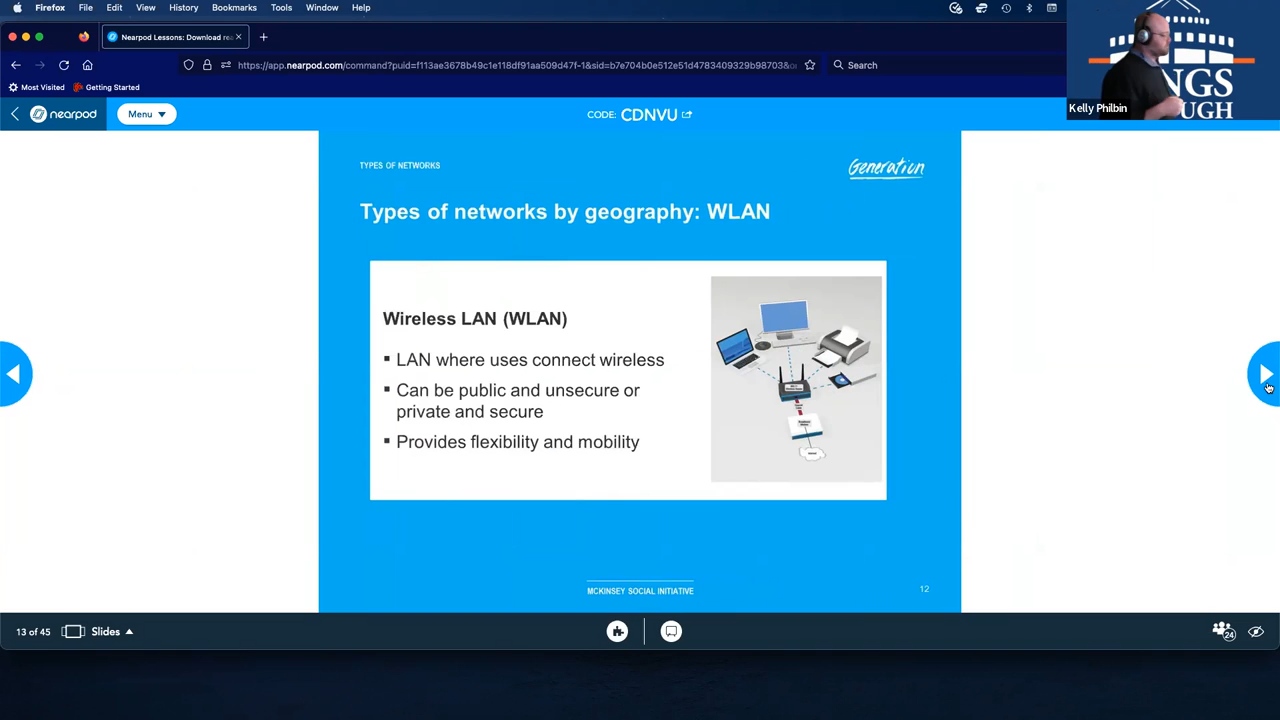 Firefox File Edit View History Bookmarks Tools Window Help
Nearpod Lessons: Download rea
https://app.nearpod.com/command?puid=f113ae3678b49c1e118df91aa509d47f-1&sid=b7e704b0e512e51d4783409329b98703&
Search
Most Visited Getting Started
NGS
OUGH
Kelly Philbin
nearpod Menu CODE: CDNVU
TYPES OF NETWORKS
Generation
Types of networks by geography: WLAN
Wireless LAN (WLAN)
▪ LAN where uses connect wireless
▪ Can be public and unsecure or
private and secure
▪ Provides flexibility and mobility
MCKINSEY SOCIAL INITIATIVE
12
13 of 45 Slides
24